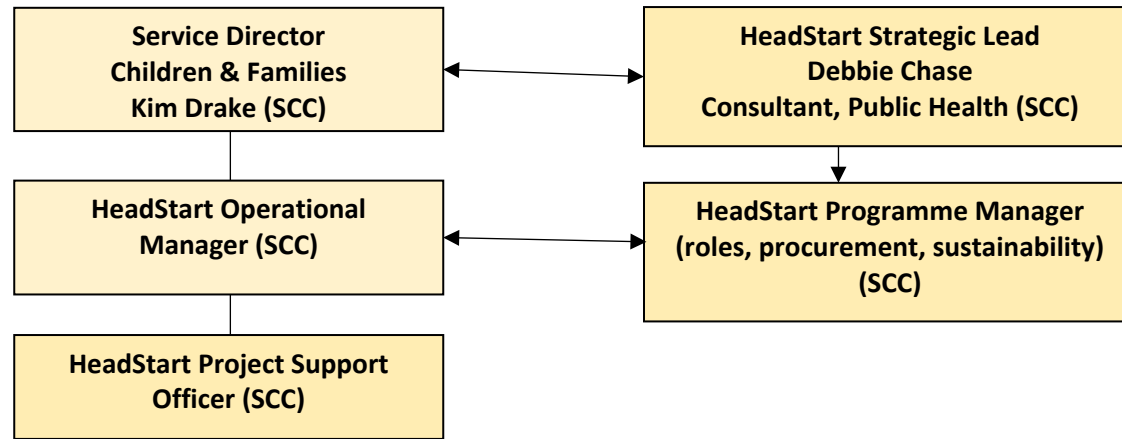 Service Director
Children & Families
Kim Drake (SCC)
HeadStart Strategic Lead
Debbie Chase
Consultant, Public Health (SCC)
HeadStart Operational
Manager (SCC)
HeadStart Programme Manager
(roles, procurement, sustainability)
(SCC)
HeadStart Project Support
Officer (SCC)